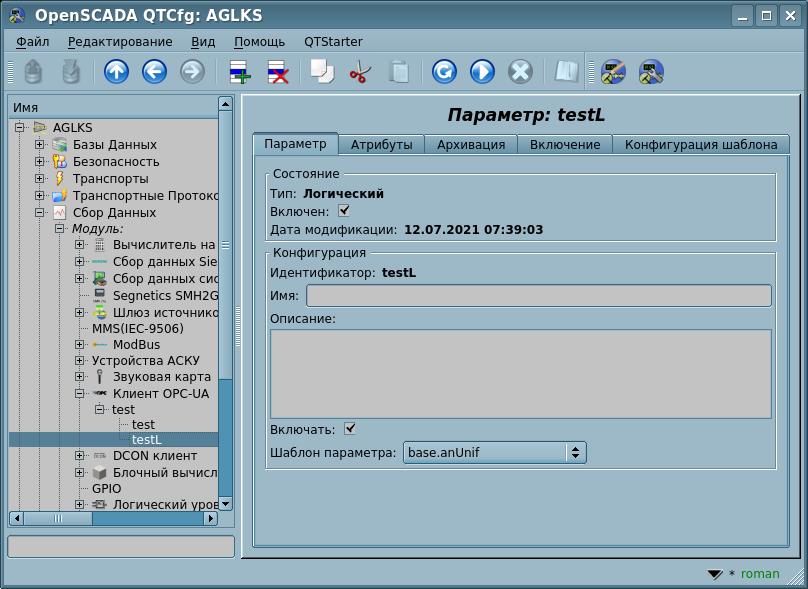 OpenSCADA QTCfg: AGLKS
Файл Редактирование Вид Помощь QTStarter
Имя
AGLKS
Базы Данных
Безопасность
Транспорты
Транспортные Протоко
Сбор Данных
Модуль:
Вычислитель на
Сбор данных Sie
Сбор данных сис
Segnetics SMH2G
Шлюз источнико
MMS(IEC-9506)
ModBus
Устройства АСКУ
Звуковая карта
Клиент OPC-UA
test
test
testL
DCON клиент
Блочный вычисл
GPIO
Логический уров
Параметр: testL
Параметр Атрибуты Архивация Включение Конфигурация шаблона
Состояние
Тип: Логический
Включен:
Дата модификации: 12.07.2021 07:39:03
Конфигурация
Идентификатор: testL
Имя:
Описание:
Включать:
Шаблон параметра: base.anUnif
* roman